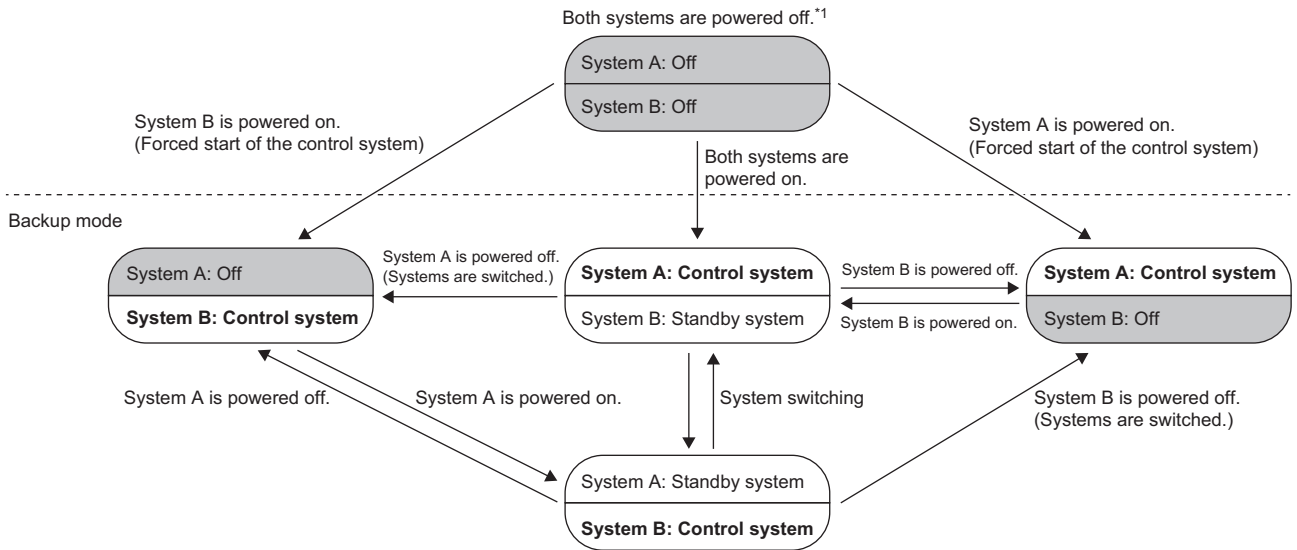 Both systems are powered off.*1
System A: Off
System B: Off
System B is powered on.
(Forced start of the control system)
Both systems are
powered on.
System A is powered on.
(Forced start of the control system)
Backup mode
System A: Off
System B: Control system
System A is powered off.
(Systems are switched.)
System A: Control system
System B: Standby system
System B is powered off.
System B is powered on.
System A: Control system
System B: Off
System A is powered off.
System A is powered on.
System switching
System B is powered off.
(Systems are switched.)
System A: Standby system
System B: Control system